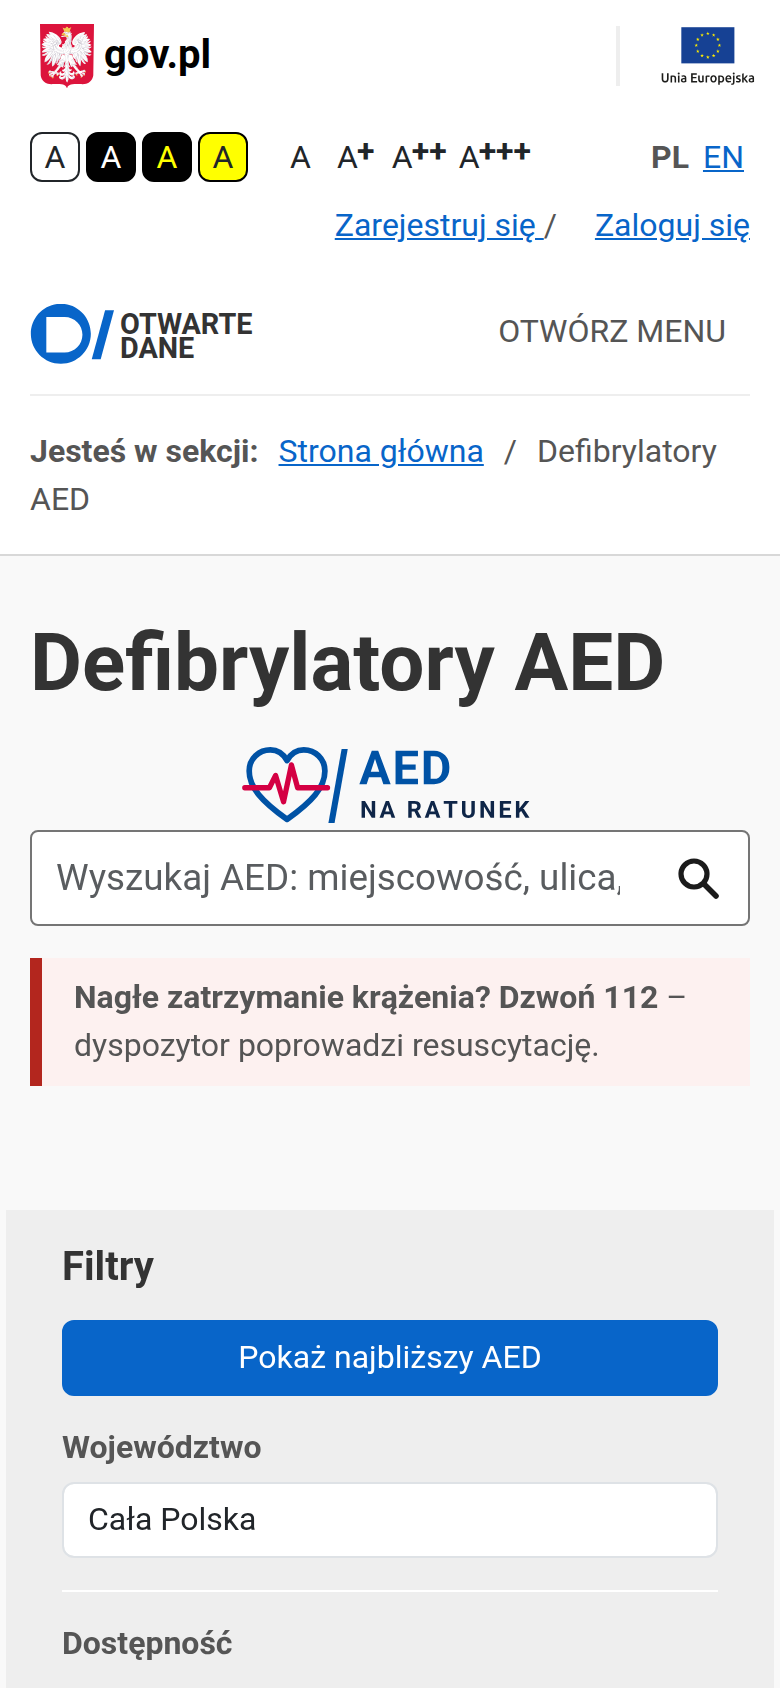 gov.pl
Unia Europejska
A A A A A A+ A++ A+++ PL EN
Zarejestruj się / Zaloguj się
OTWARTE
DANE
OTWÓRZ MENU
Jesteś w sekcji: Strona główna / Defibrylatory
AED
Defibrylatory AED
AED
NA RATUNEK
Wyszukaj AED: miejscowość, ulica,
Nagłe zatrzymanie krążenia? Dzwoń 112 –
dyspozytor poprowadzi resuscytację.
Filtry
Pokaż najbliższy AED
Województwo
Cała Polska
Dostępność